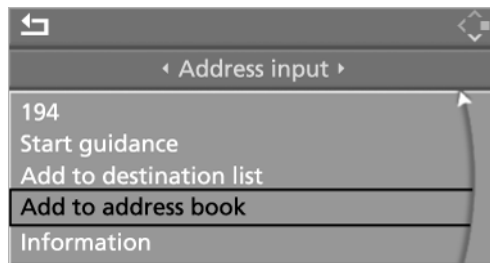 Address input
194
Start guidance
Add to destination list
Add to address book
Information